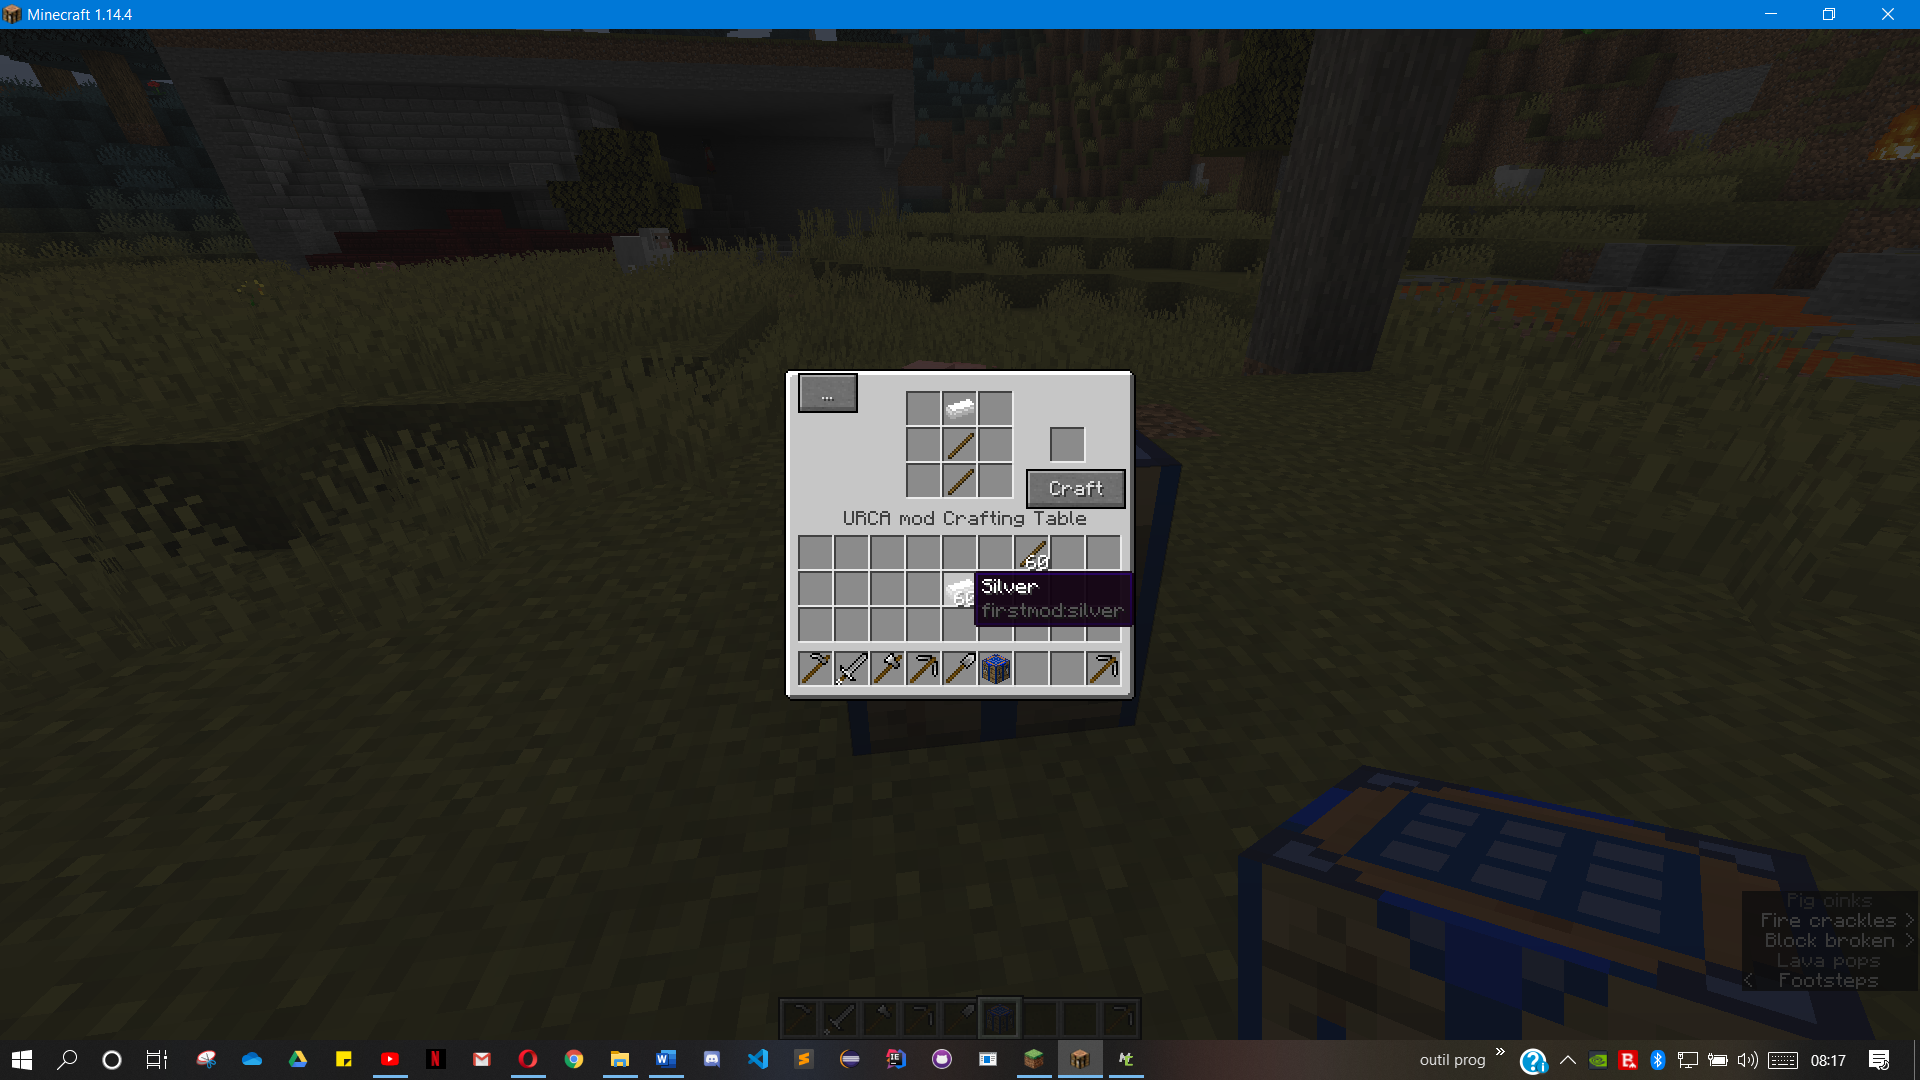 Minecraft 1.14.4
...
Craft
URCA mod Crafting Table
60
60
Silver
firstmod:silver
Pig oinks
Fire crackles >
Block broken >
Lava pops
< Footsteps
outil prog
08:17